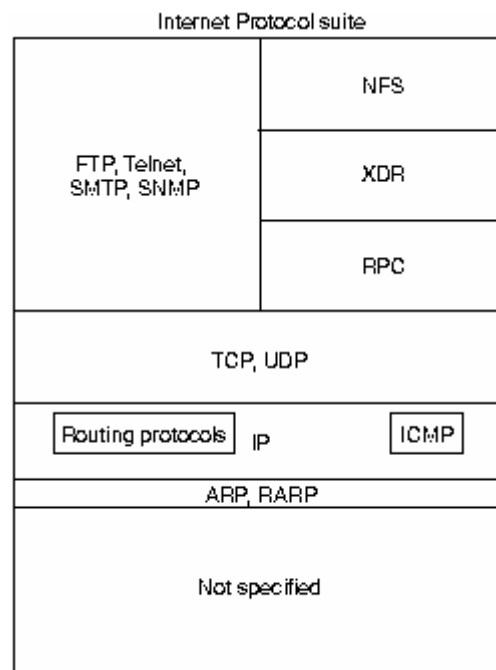 Internet Protocol suite
FTP, Telnet,
SMTP, SNMP
NFS
XDR
RPC
TCP, UDP
Routing protocols
IP
ICMP
ARP, RARP
Not specified